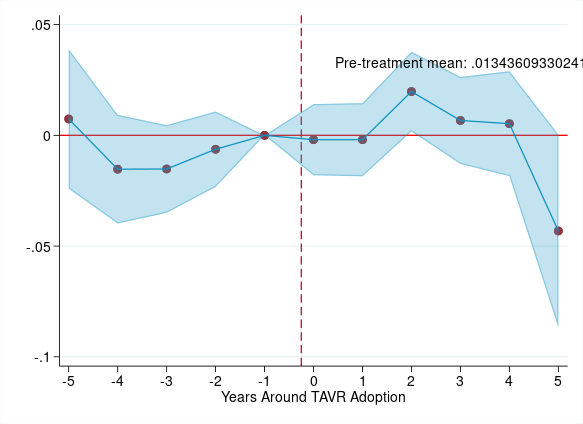 .05
Pre-treatment mean: .01343609330241
0
-.05
-.1
-5 -4 -3 -2 -1 0 1 2 3 4 5
Years Around TAVR Adoption